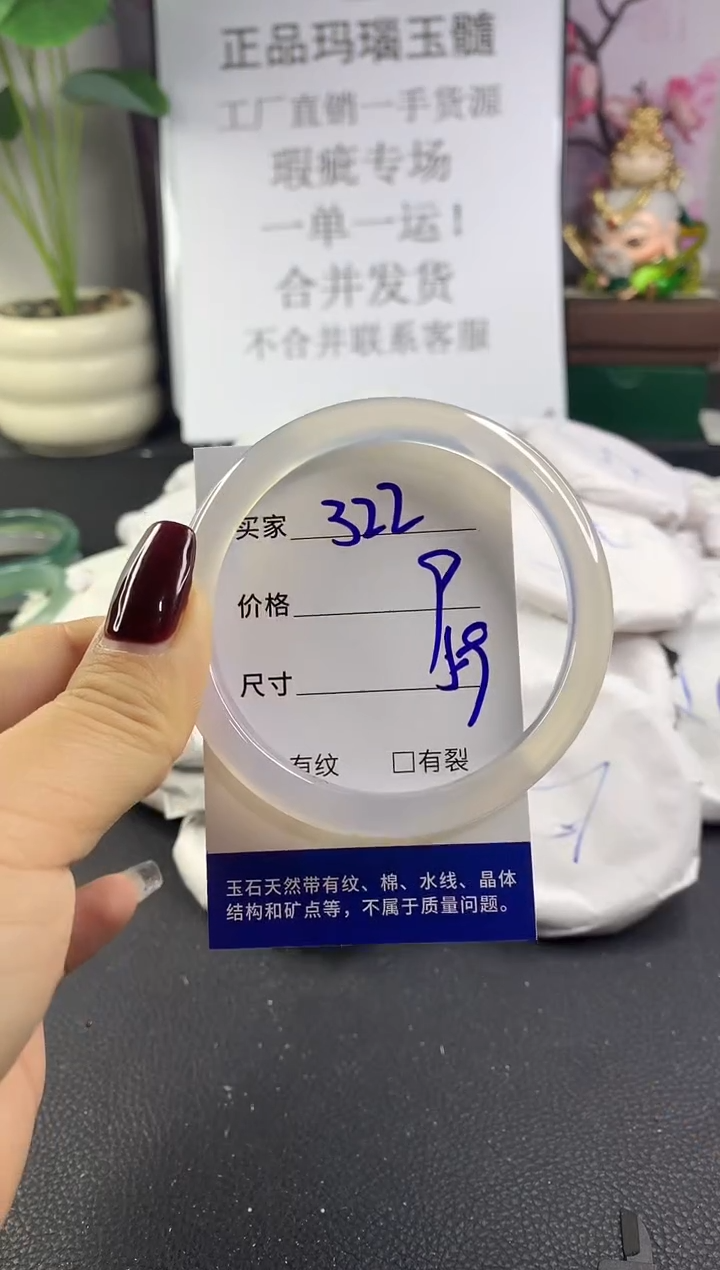 正品玛瑙玉髓
工厂直销一手货源
瑕疵专场
一单一运!
合并发货
不合并联系客服
买家 322
价格
尺寸
有纹 □有裂
玉石天然带有纹、棉、水线、晶体
结构和矿点等，不属于质量问题。